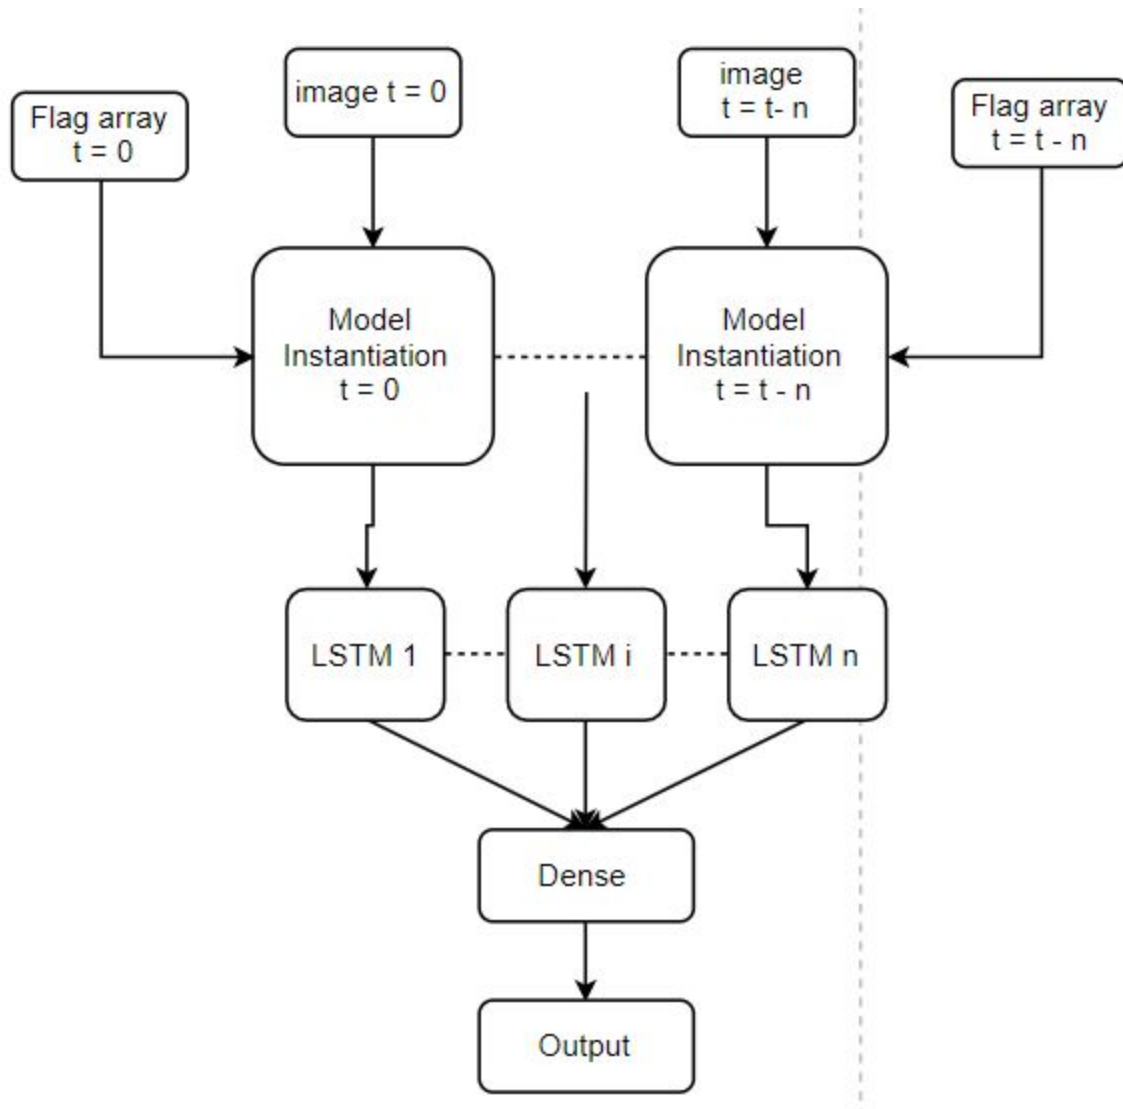 Flag array
t = 0
image t = 0
image
t = t- n
Flag array
t = t - n
Model
Instantiation
t = 0
Model
Instantiation
t = t - n
LSTM 1
LSTM i
LSTM n
Dense
Output